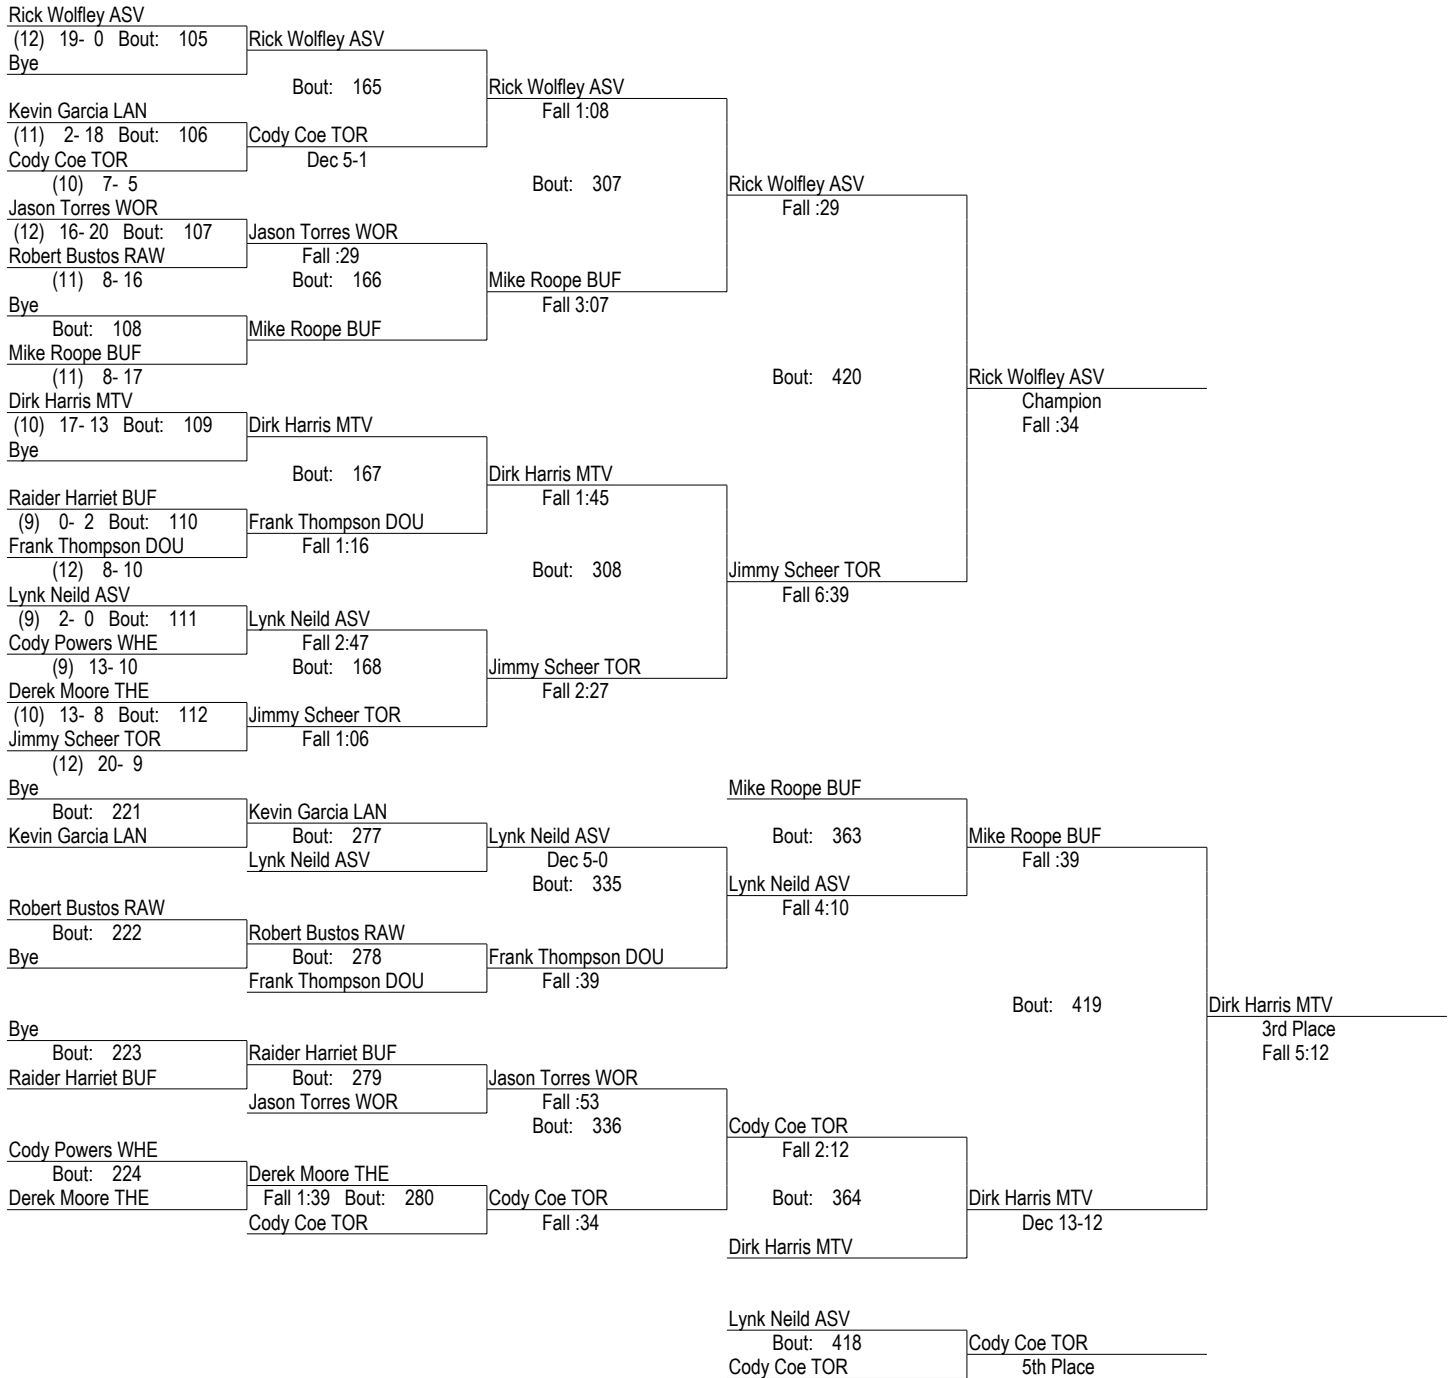 Rick Wolfley ASV
(12) 19- 0 Bout: 105 Rick Wolfley ASV
Bye
Bout: 165 Rick Wolfley ASV
Kevin Garcia LAN Fall 1:08
(11) 2- 18 Bout: 106 Cody Coe TOR
Cody Coe TOR Dec 5-1
(10) 7- 5 Bout: 307 Rick Wolfley ASV
Jason Torres WOR Fall :29
(12) 16- 20 Bout: 107 Jason Torres WOR
Robert Bustos RAW Fall :29
(11) 8- 16 Bout: 166 Mike Roope BUF
Bye Fall 3:07
Bout: 108 Mike Roope BUF
Mike Roope BUF
(11) 8- 17 Bout: 420 Rick Wolfley ASV
Dirk Harris MTV Champion
(10) 17- 13 Bout: 109 Dirk Harris MTV Fall :34
Bye
Bout: 167 Dirk Harris MTV
Raider Harriet BUF Fall 1:45
(9) 0- 2 Bout: 110 Frank Thompson DOU
Frank Thompson DOU Fall 1:16
(12) 8- 10 Bout: 308 Jimmy Scheer TOR
Lynk Neild ASV Fall 6:39
(9) 2- 0 Bout: 111 Lynk Neild ASV
Cody Powers WHE Fall 2:47
(9) 13- 10 Bout: 168 Jimmy Scheer TOR
Derek Moore THE Fall 2:27
(10) 13- 8 Bout: 112 Jimmy Scheer TOR
Jimmy Scheer TOR Fall 1:06
(12) 20- 9
Bye Mike Roope BUF
Bout: 221 Kevin Garcia LAN
Kevin Garcia LAN Bout: 277 Lynk Neild ASV Bout: 363 Mike Roope BUF
Lynk Neild ASV Dec 5-0 Fall :39
Bout: 335 Lynk Neild ASV
Robert Bustos RAW Fall 4:10
Bout: 222 Robert Bustos RAW
Bye Bout: 278 Frank Thompson DOU
Frank Thompson DOU Fall :39
Bout: 419 Dirk Harris MTV
Bye 3rd Place
Bout: 223 Raider Harriet BUF Fall 5:12
Raider Harriet BUF Bout: 279 Jason Torres WOR
Jason Torres WOR Fall :53
Bout: 336 Cody Coe TOR
Cody Powers WHE Fall 2:12
Bout: 224 Derek Moore THE
Derek Moore THE Fall 1:39 Bout: 280 Cody Coe TOR Bout: 364 Dirk Harris MTV
Cody Coe TOR Fall :34 Dec 13-12
Dirk Harris MTV
Lynk Neild ASV
Bout: 418 Cody Coe TOR
Cody Coe TOR 5th Place